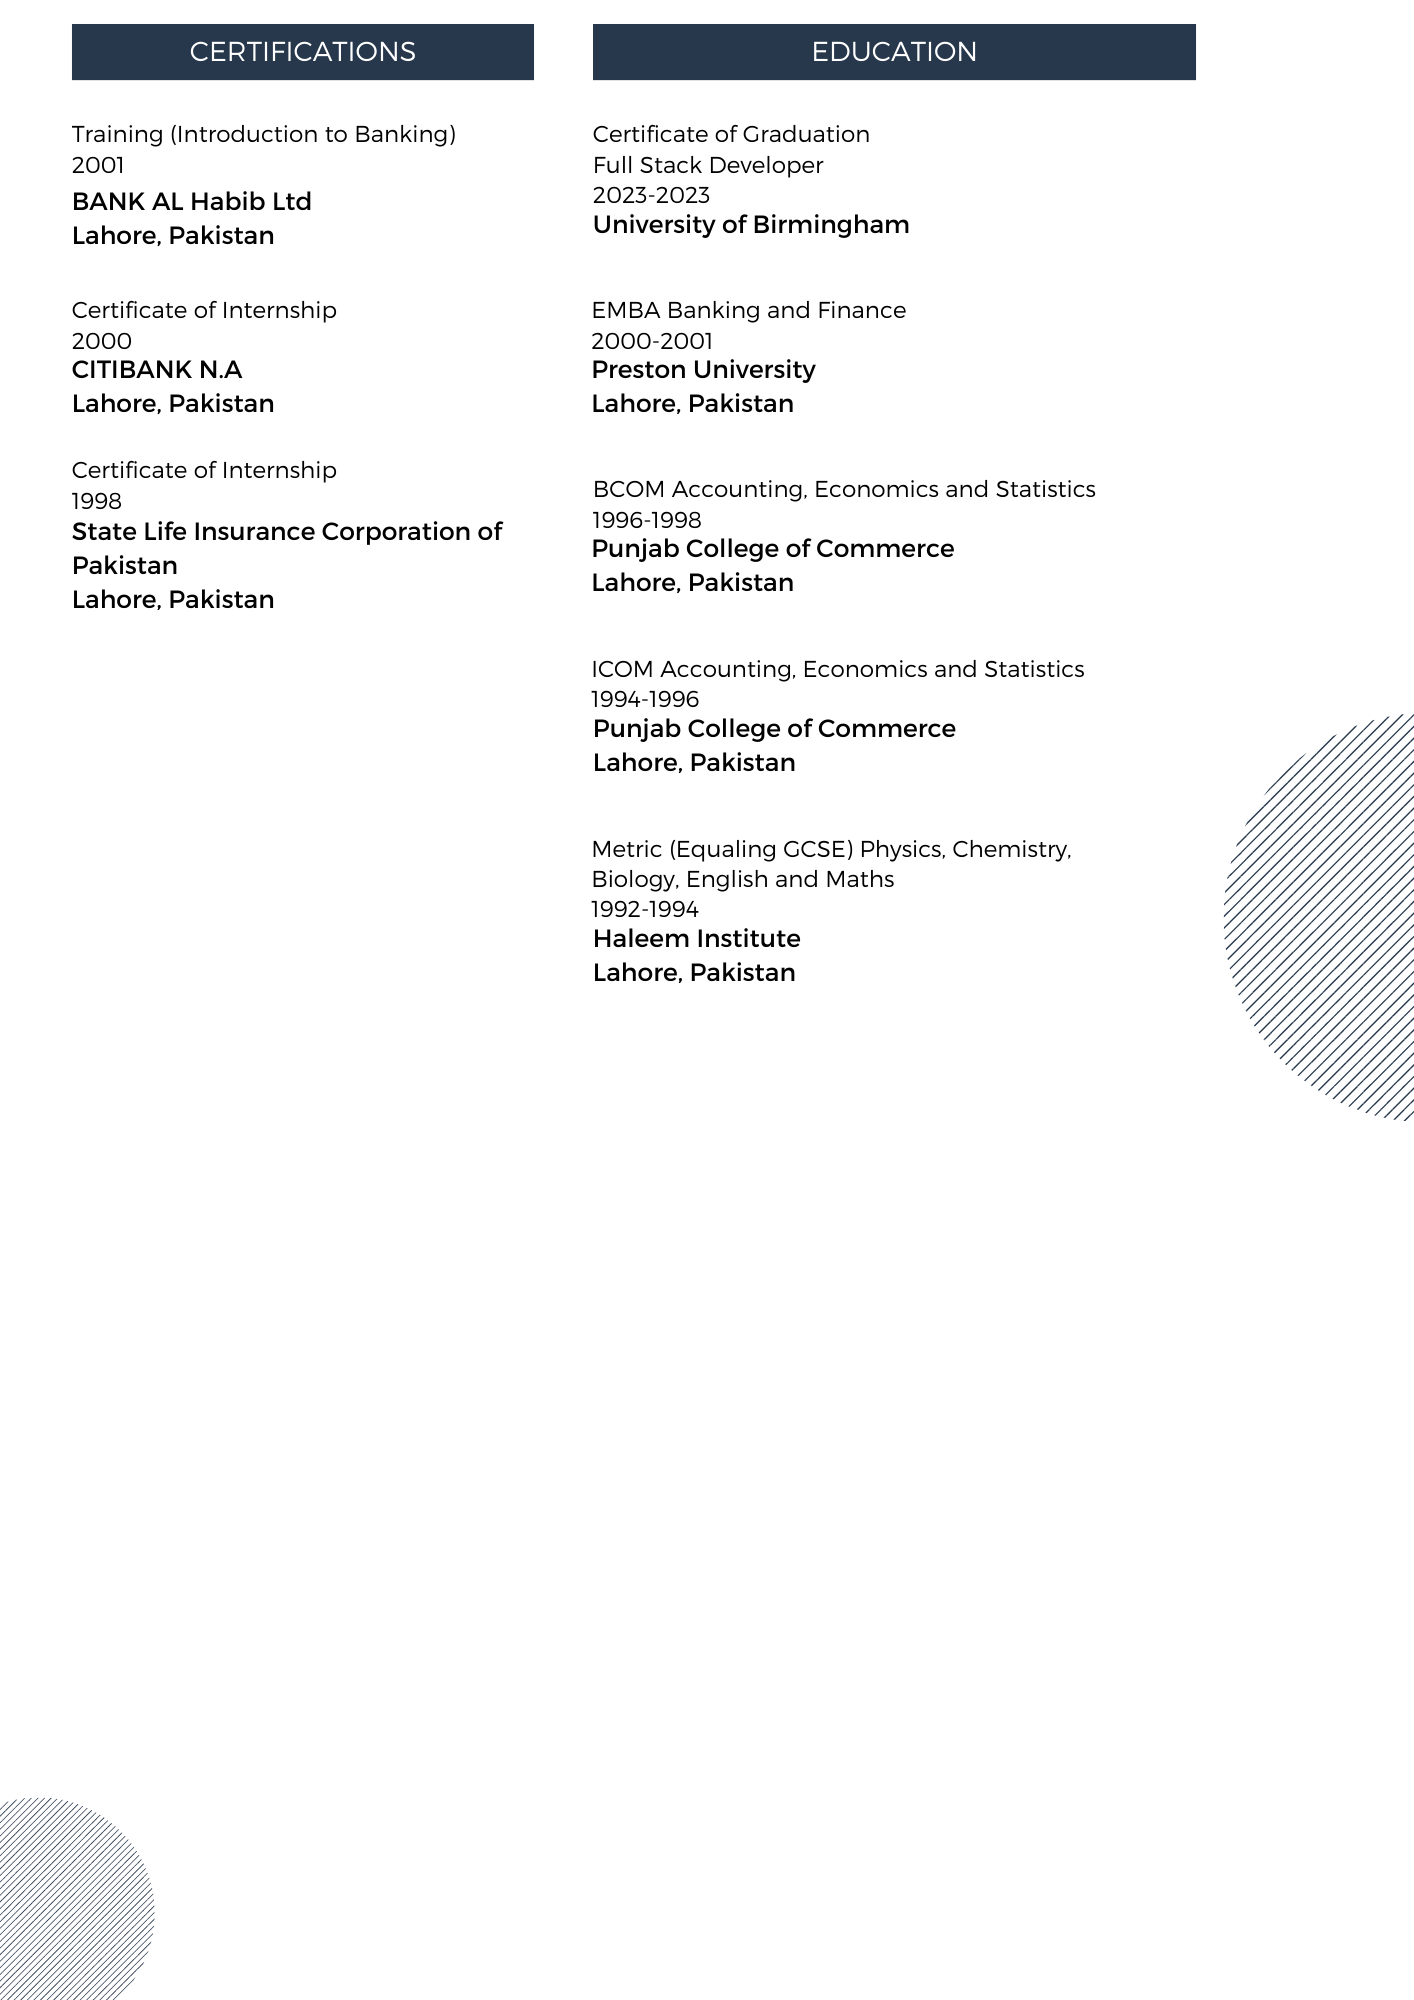 CERTIFICATIONS
Training (Introduction to Banking)
2001
BANK AL Habib Ltd
Lahore, Pakistan
Certificate of Internship
2000
CITIBANK N.A
Lahore, Pakistan
Certificate of Internship
1998
State Life Insurance Corporation of
Pakistan
Lahore, Pakistan
EDUCATION
Certificate of Graduation
Full Stack Developer
2023-2023
University of Birmingham
EMBA Banking and Finance
2000-2001
Preston University
Lahore, Pakistan
BCOM Accounting, Economics and Statistics
1996-1998
Punjab College of Commerce
Lahore, Pakistan
ICOM Accounting, Economics and Statistics
1994-1996
Punjab College of Commerce
Lahore, Pakistan
Metric (Equaling GCSE) Physics, Chemistry,
Biology, English and Maths
1992-1994
Haleem Institute
Lahore, Pakistan